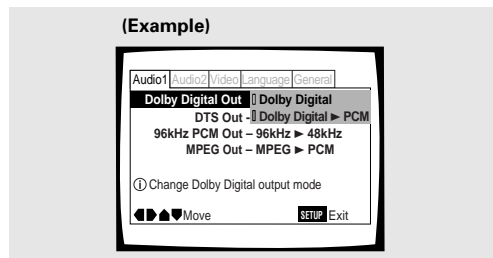 (Example)
Audio1 Audio2 Video Language General
Dolby Digital Out Dolby Digital
DTS Out - Dolby Digital ► PCM
96kHz PCM Out – 96kHz ► 48kHz
MPEG Out – MPEG ► PCM
ⓘ Change Dolby Digital output mode
Move SETUP Exit